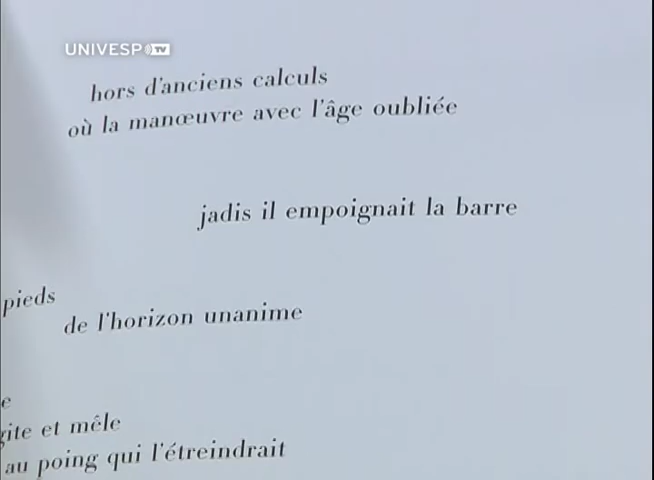 UNIVESP TV
hors d'anciens calculs
où la manœuvre avec l'âge oubliée
jadis il empoignait la barre
pieds
de l'horizon unanime
e
gite et mêle
au poing qui l'étreindrait